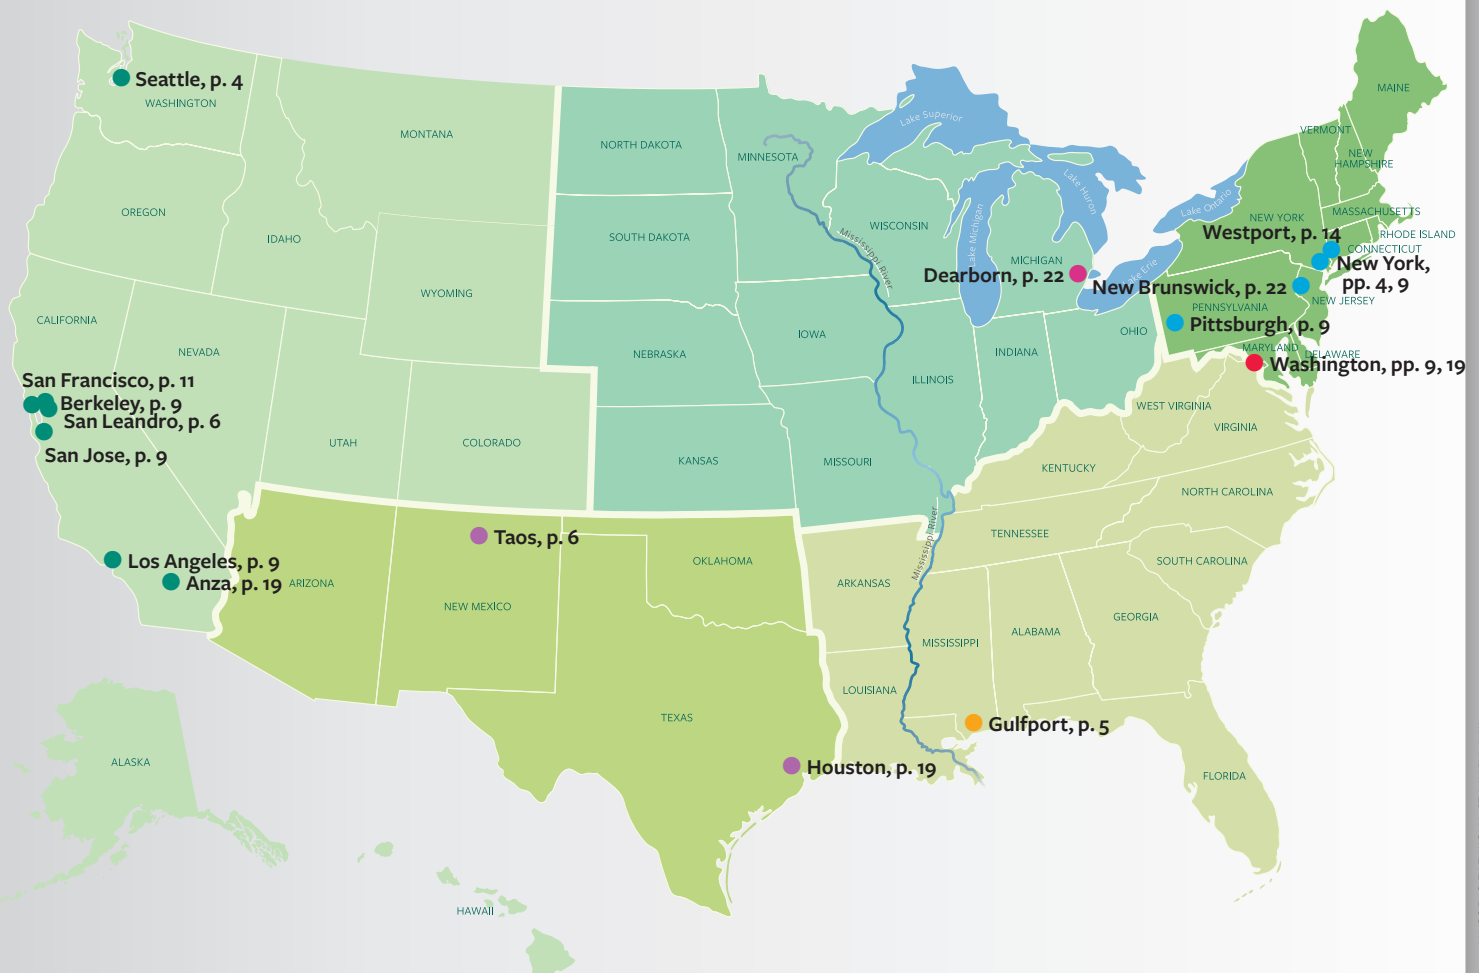 Seattle, p. 4
WASHINGTON
MONTANA
OREGON
IDAHO
WYOMING
CALIFORNIA
NEVADA
San Francisco, p. 11
Berkeley, p. 9
San Leandro, p. 6
San Jose, p. 9
UTAH
COLORADO
Los Angeles, p. 9
Anza, p. 19
ARIZONA
Taos, p. 6
NEW MEXICO
OKLAHOMA
TEXAS
Houston, p. 19
NORTH DAKOTA
SOUTH DAKOTA
NEBRASKA
KANSAS
MINNESOTA
IOWA
MISSOURI
WISCONSIN
ILLINOIS
INDIANA
MICHIGAN
OHIO
Dearborn, p. 22
Lake Superior
Lake Michigan
Lake Huron
Lake Erie
Lake Ontario
Mississippi River
Mississippi River
MAINE
VERMONT
NEW
HAMPSHIRE
MASSACHUSETTS
RHODE ISLAND
CONNECTICUT
NEW YORK
Westport, p. 14
New York,
pp. 4, 9
New Brunswick, p. 22
NEW JERSEY
PENNSYLVANIA
Pittsburgh, p. 9
MARYLAND
DELAWARE
Washington, pp. 9, 19
WEST VIRGINIA
VIRGINIA
KENTUCKY
NORTH CAROLINA
TENNESSEE
SOUTH CAROLINA
ARKANSAS
MISSISSIPPI
ALABAMA
GEORGIA
LOUISIANA
Gulfport, p. 5
FLORIDA
ALASKA
HAWAII